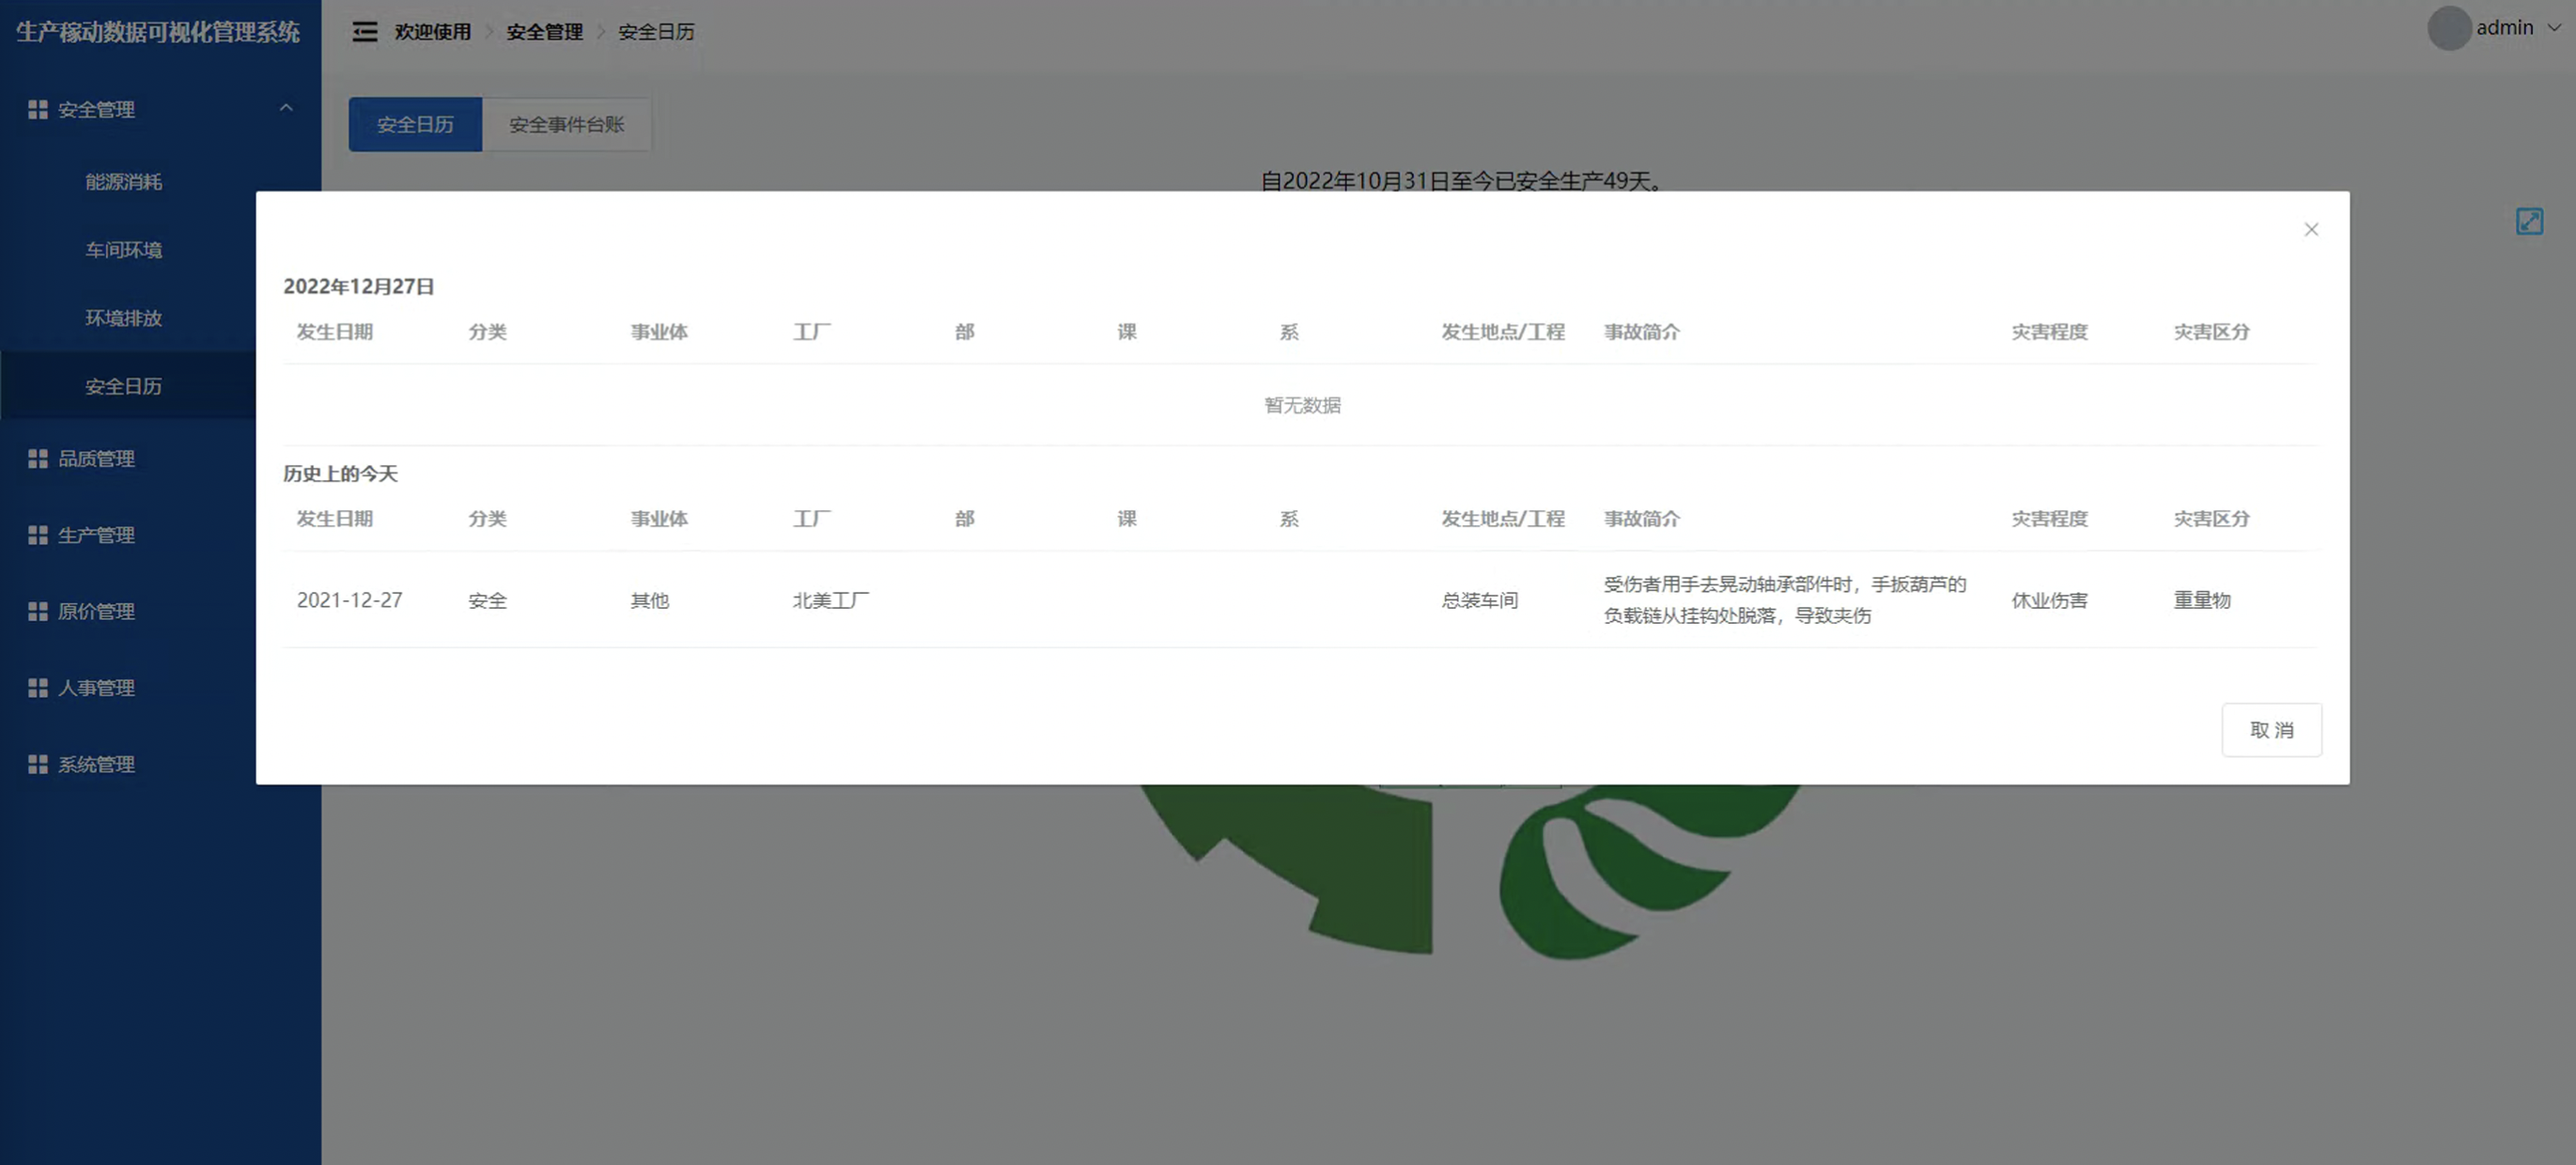 生产稼动数据可视化管理系统
欢迎使用 > 安全管理 > 安全日历
admin
安全管理
能源消耗
车间环境
环境排放
安全日历
品质管理
生产管理
原价管理
人事管理
系统管理
安全日历 安全事件台账
自2022年10月31日至今已安全生产49天。
2022年12月27日
发生日期 分类 事业体 工厂 部 课 系 发生地点/工程 事故简介 灾害程度 灾害区分
暂无数据
历史上的今天
发生日期 分类 事业体 工厂 部 课 系 发生地点/工程 事故简介 灾害程度 灾害区分
2021-12-27 安全 其他 北美工厂 总装车间 受伤者用手去晃动轴承部件时，手扳葫芦的
负载链从挂钩处脱落，导致夹伤 休业伤害 重量物
取 消